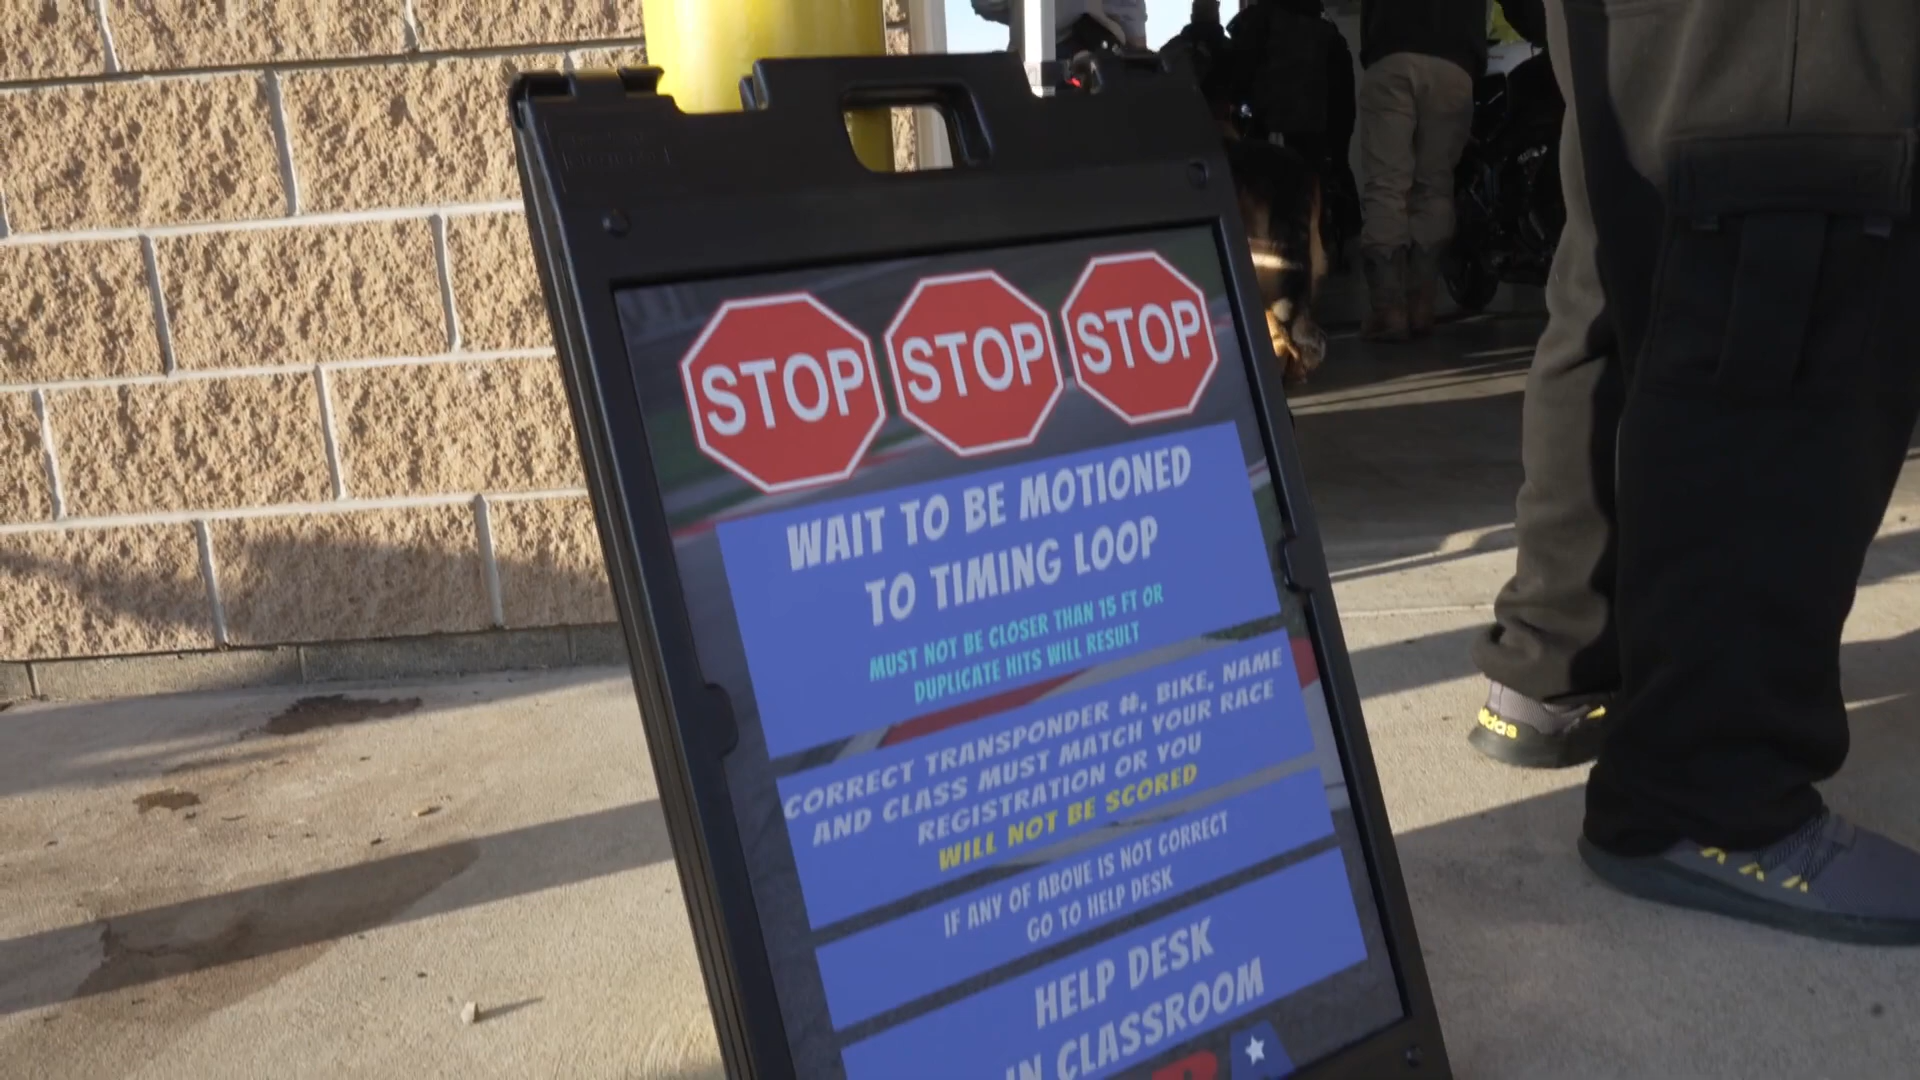 STOP STOP STOP
WAIT TO BE MOTIONED
TO TIMING LOOP
MUST NOT BE CLOSER THAN 15 FT OR
DUPLICATE HITS WILL RESULT
CORRECT TRANSPONDER #, BIKE, NAME
AND CLASS MUST MATCH YOUR RACE
REGISTRATION OR YOU
WILL NOT BE SCORED
IF ANY OF ABOVE IS NOT CORRECT
GO TO HELP DESK
HELP DESK
IN CLASSROOM
adidas